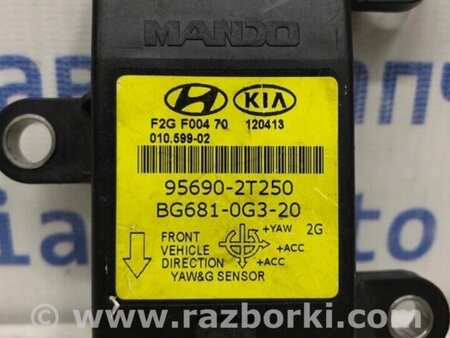 MANDO
HYUNDAI KIA
F2G F004 70 120413
010.599-02
95690-2T250
BG681-0G3-20
FRONT
VEHICLE
DIRECTION
+YAW 2G
+ACC
+ACC
YAW&G SENSOR
www.razborki.com